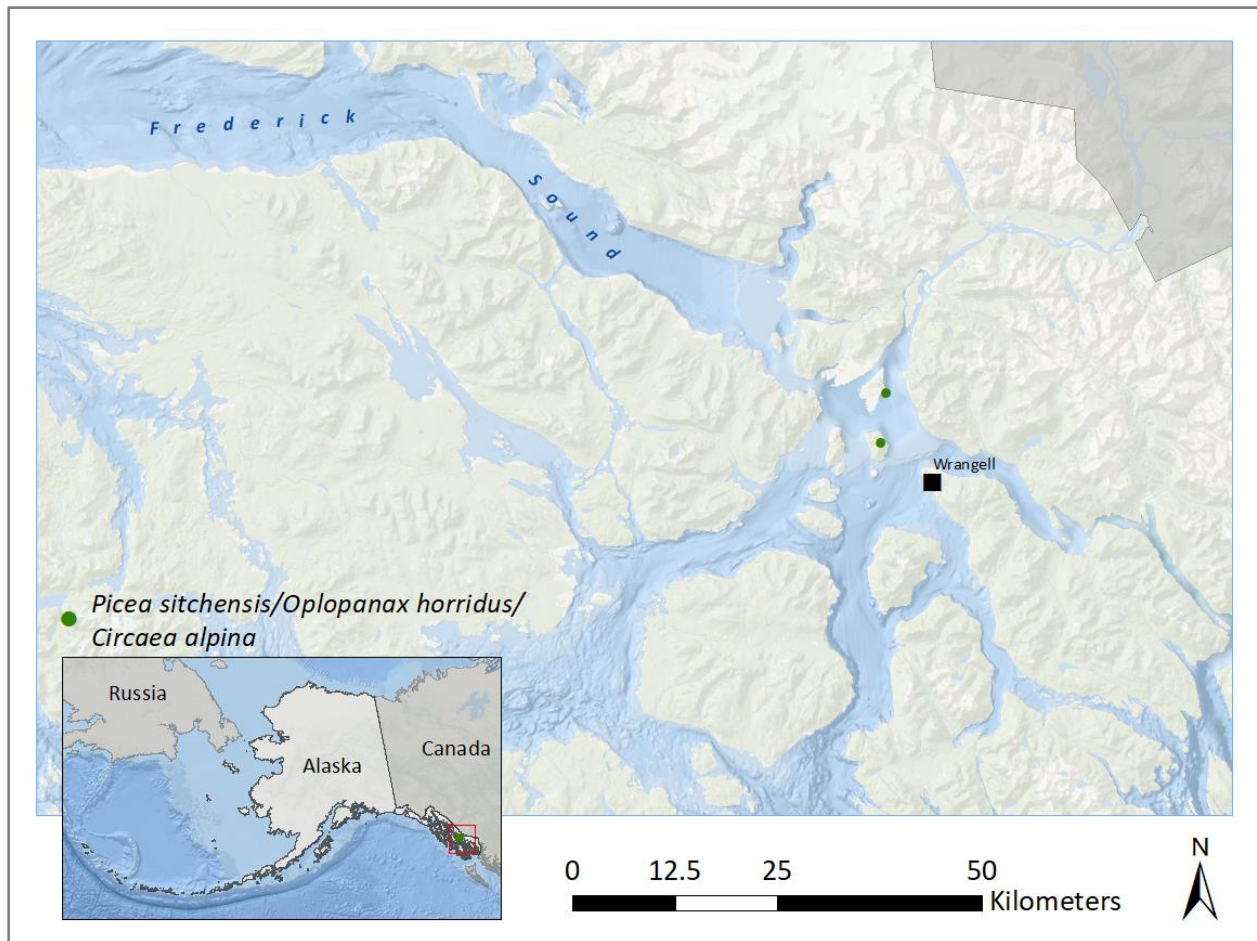 Frederick
Sound
Wrangell
Picea sitchensis/Oplopanax horridus/
Circaea alpina
Russia
Alaska
Canada
0 12.5 25 50
Kilometers
N